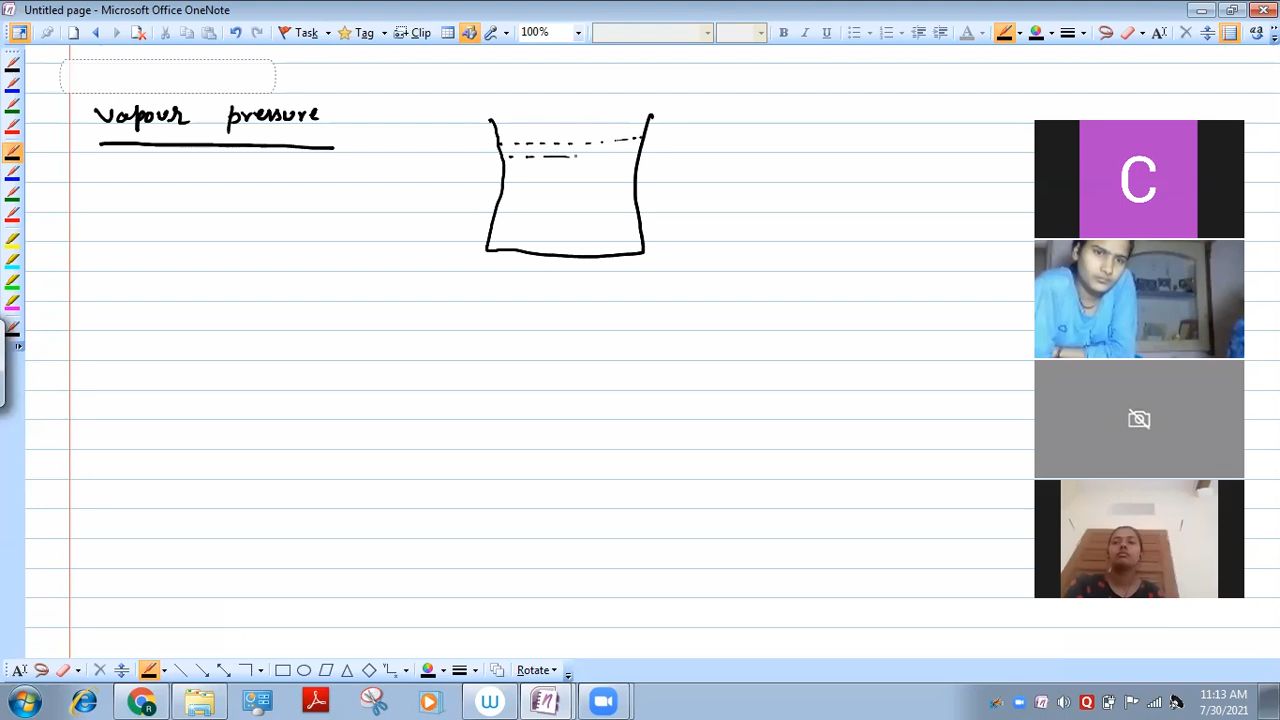 Untitled page - Microsoft Office OneNote
Task Tag Clip 100% B I U A
vapour pressure
C
Rotate
W
11:13 AM
7/30/2021